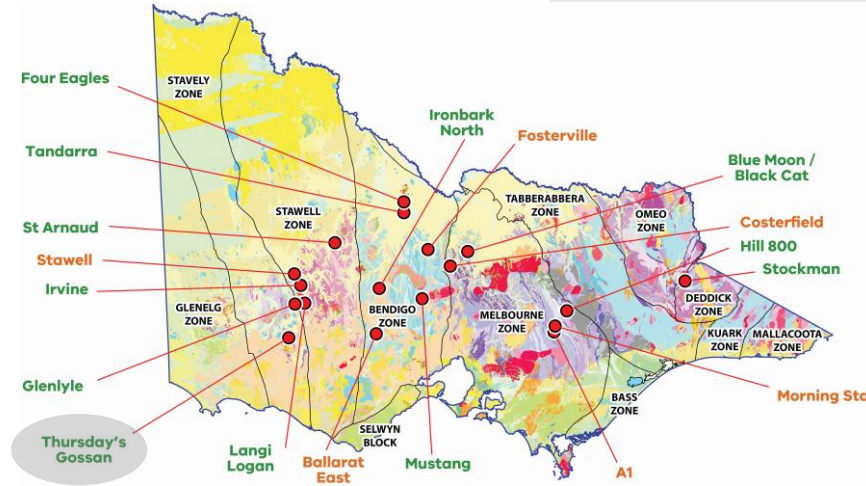 STAVELY
ZONE
Four Eagles
Ironbark
North
Fosterville
Tandarra
Blue Moon /
Black Cat
TABBERABBERA
ZONE
OMEO
ZONE
STAWELL
ZONE
St Arnaud
Costerfield
Hill 800
Stawell
Stockman
Irvine
GLENELG
ZONE
BENDIGO
ZONE
MELBOURNE
ZONE
DEDDICK
ZONE
KUARK
ZONE
MALLACOOTA
ZONE
Glenlyle
Morning Sta
BASS
ZONE
Thursday's
Gossan
SELWYN
BLOCK
Langi
Logan
Ballarat
East
Mustang
A1